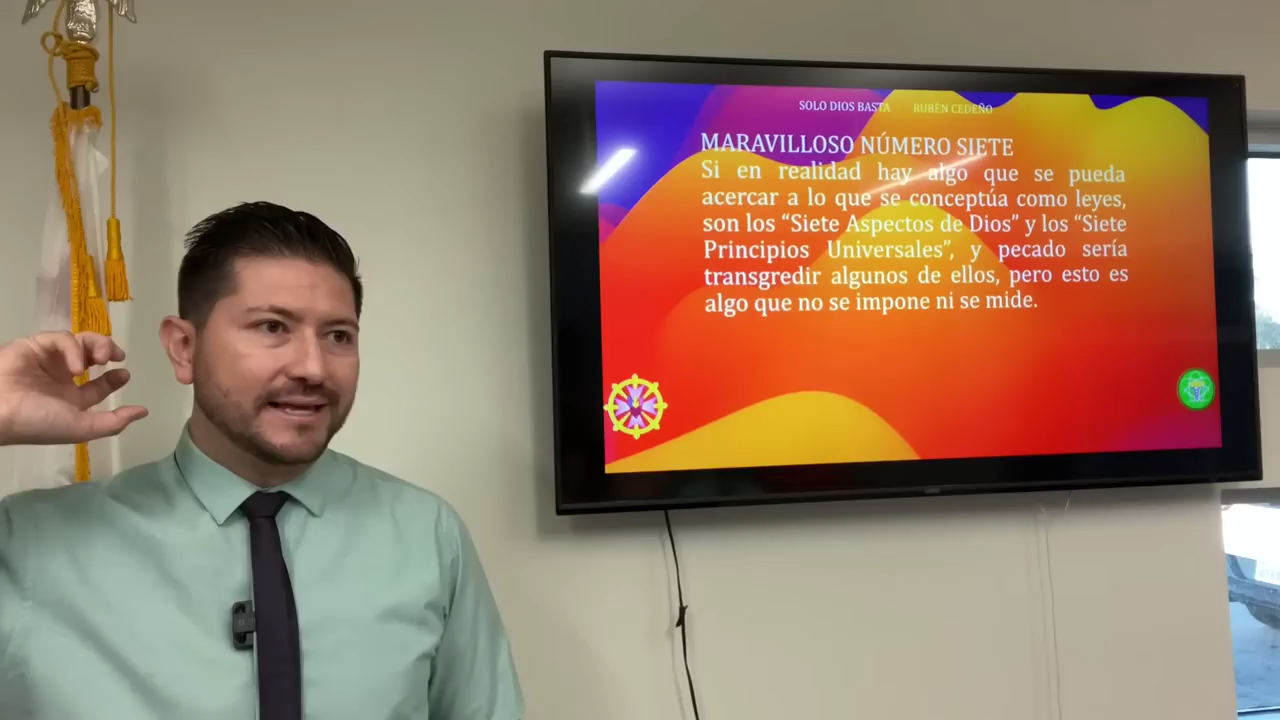 SOLO DIOS BASTA RUBÉN CEDEÑO
MARAVILLOSO NÚMERO SIETE
Si en realidad hay algo que se pueda
acercar a lo que se conceptúa como leyes,
son los “Siete Aspectos de Dios” y los “Siete
Principios Universales”, y pecado sería
transgredir algunos de ellos, pero esto es
algo que no se impone ni se mide.